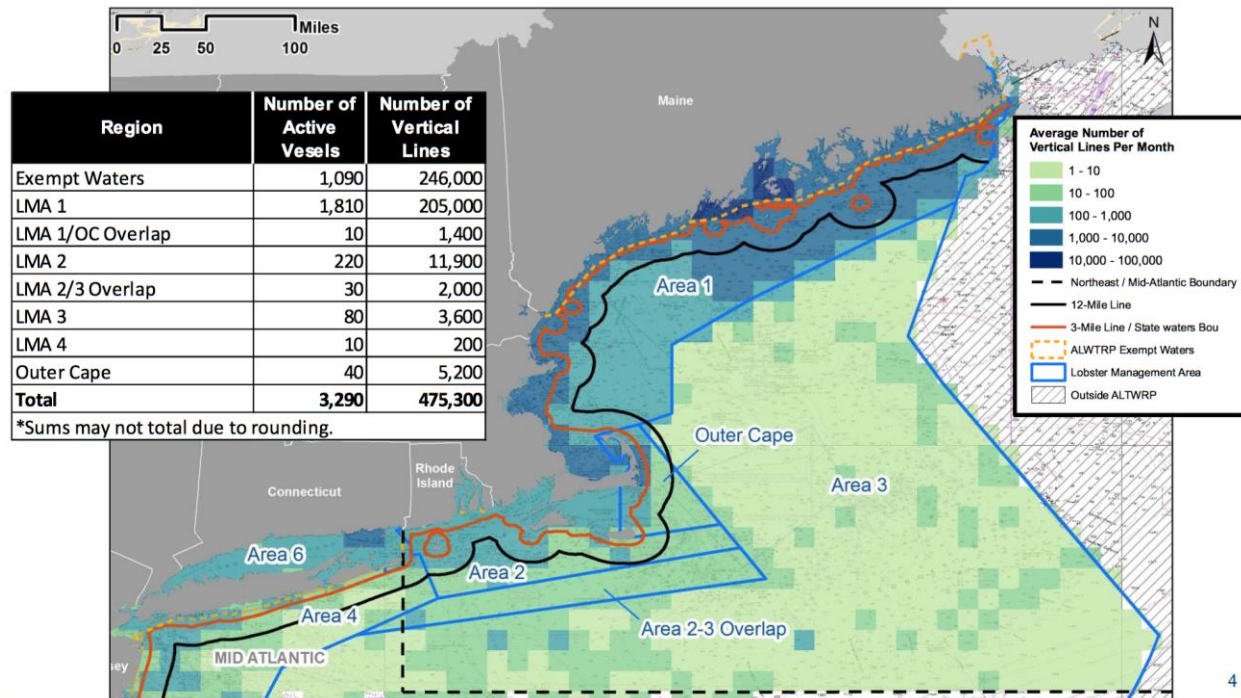 Miles
0 25 50 100
N
Maine
Region Number of Active Vesels Number of Vertical Lines
Exempt Waters 1,090 246,000
LMA 1 1,810 205,000
LMA 1/OC Overlap 10 1,400
LMA 2 220 11,900
LMA 2/3 Overlap 30 2,000
LMA 3 80 3,600
LMA 4 10 200
Outer Cape 40 5,200
Total 3,290 475,300
*Sums may not total due to rounding.
Average Number of
Vertical Lines Per Month
1 - 10
10 - 100
100 - 1,000
1,000 - 10,000
10,000 - 100,000
Northeast / Mid-Atlantic Boundary
12-Mile Line
3-Mile Line / State waters Bou
ALWTRP Exempt Waters
Lobster Management Area
Outside ALTWRP
Area 1
Outer Cape
Rhode
Island
Connecticut
Area 3
Area 6
Area 2
Area 4
Area 2-3 Overlap
MID ATLANTIC
sey
4